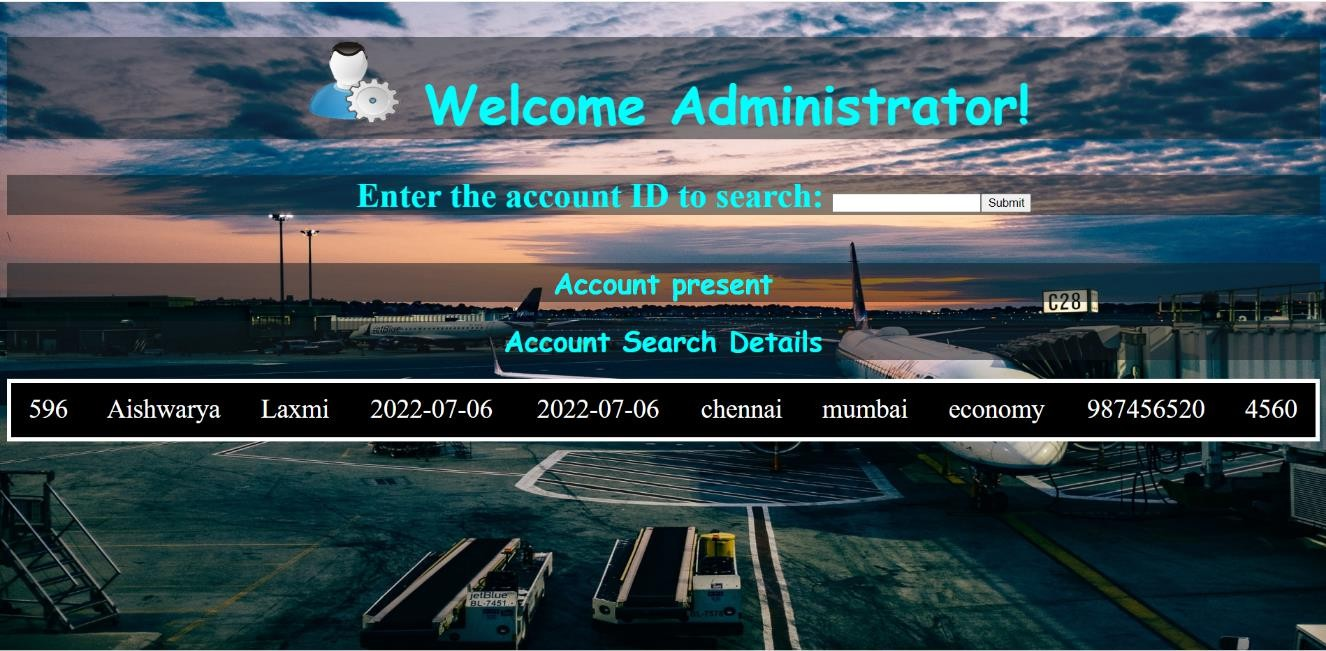 Welcome Administrator!
Enter the account ID to search: Submit
Account present
C28
jetBlue
Account Search Details
596 Aishwarya Laxmi 2022-07-06 2022-07-06 chennai mumbai economy 987456520 4560
jetBlue
BL-7451